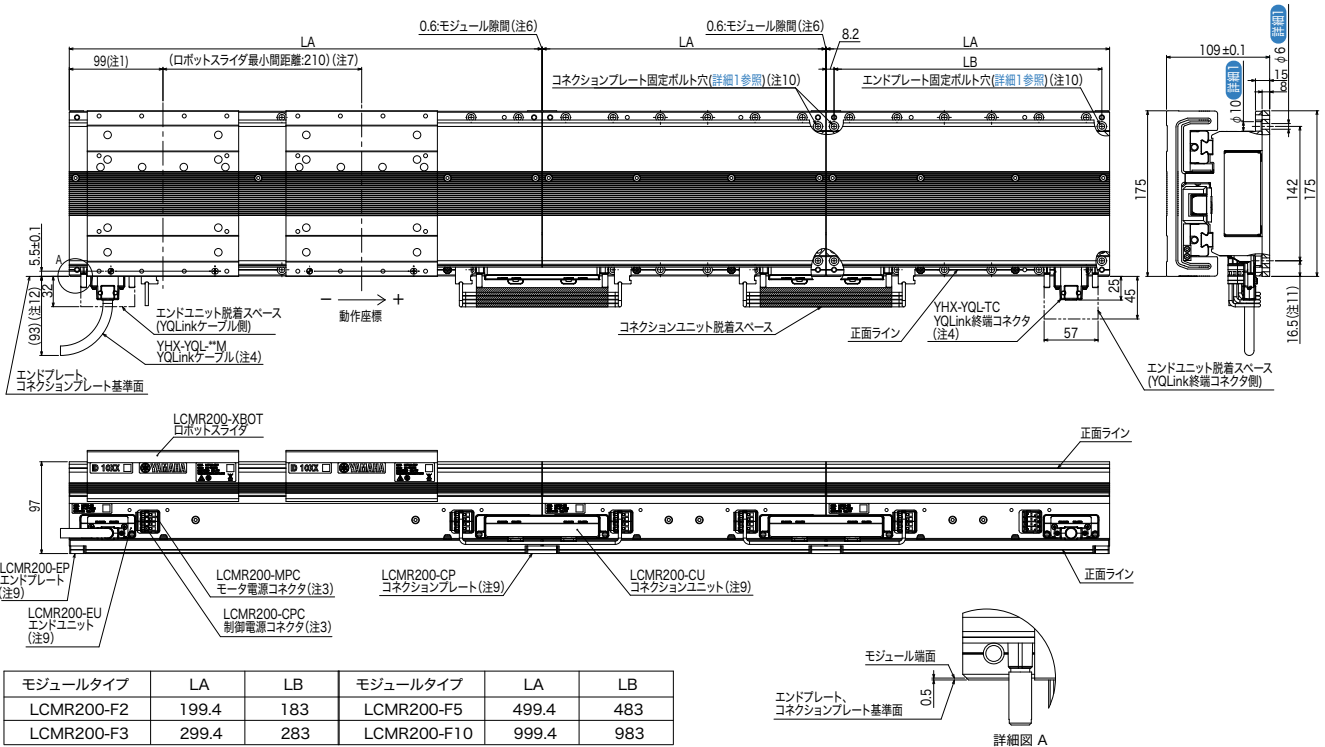 0.6:モジュール隙間(注6)
0.6:モジュール隙間(注6)
LA
LA
8.2
LA
99(注1)
(ロボットスライダ最小間距離:210)(注7)
LB
コネクションプレート固定ボルト穴(詳細1参照)(注10)
エンドプレート固定ボルト穴(詳細1参照)(注10)
109±0.1
詳細1
φ6
15
8
詳細1
φ10
175
142
175
16.5(注11)
5.5±0.1
A
32
(93)(注12)
エンドユニット脱着スペース
(YQLinkケーブル側)
YHX-YQL-**M
YQLinkケーブル(注4)
エンドプレート、
コネクションプレート基準面
− +
動作座標
コネクションユニット脱着スペース
正面ライン
YHX-YQL-TC
YQLink終端コネクタ
(注4)
25
45
57
エンドユニット脱着スペース
(YQLink終端コネクタ側)
LCMR200-XBOT
ロボットスライダ
正面ライン
ID 10XX
YAMAHA
ID 10XX
YAMAHA
97
LCMR200-EP
エンドプレート
(注9)
LCMR200-EU
エンドユニット
(注9)
LCMR200-MPC
モータ電源コネクタ(注3)
LCMR200-CPC
制御電源コネクタ(注3)
LCMR200-CP
コネクションプレート(注9)
LCMR200-CU
コネクションユニット(注9)
正面ライン
モジュールタイプ LA LB モジュールタイプ LA LB
LCMR200-F2 199.4 183 LCMR200-F5 499.4 483
LCMR200-F3 299.4 283 LCMR200-F10 999.4 983
モジュール端面
エンドプレート、
コネクションプレート基準面
0.5
詳細図 A